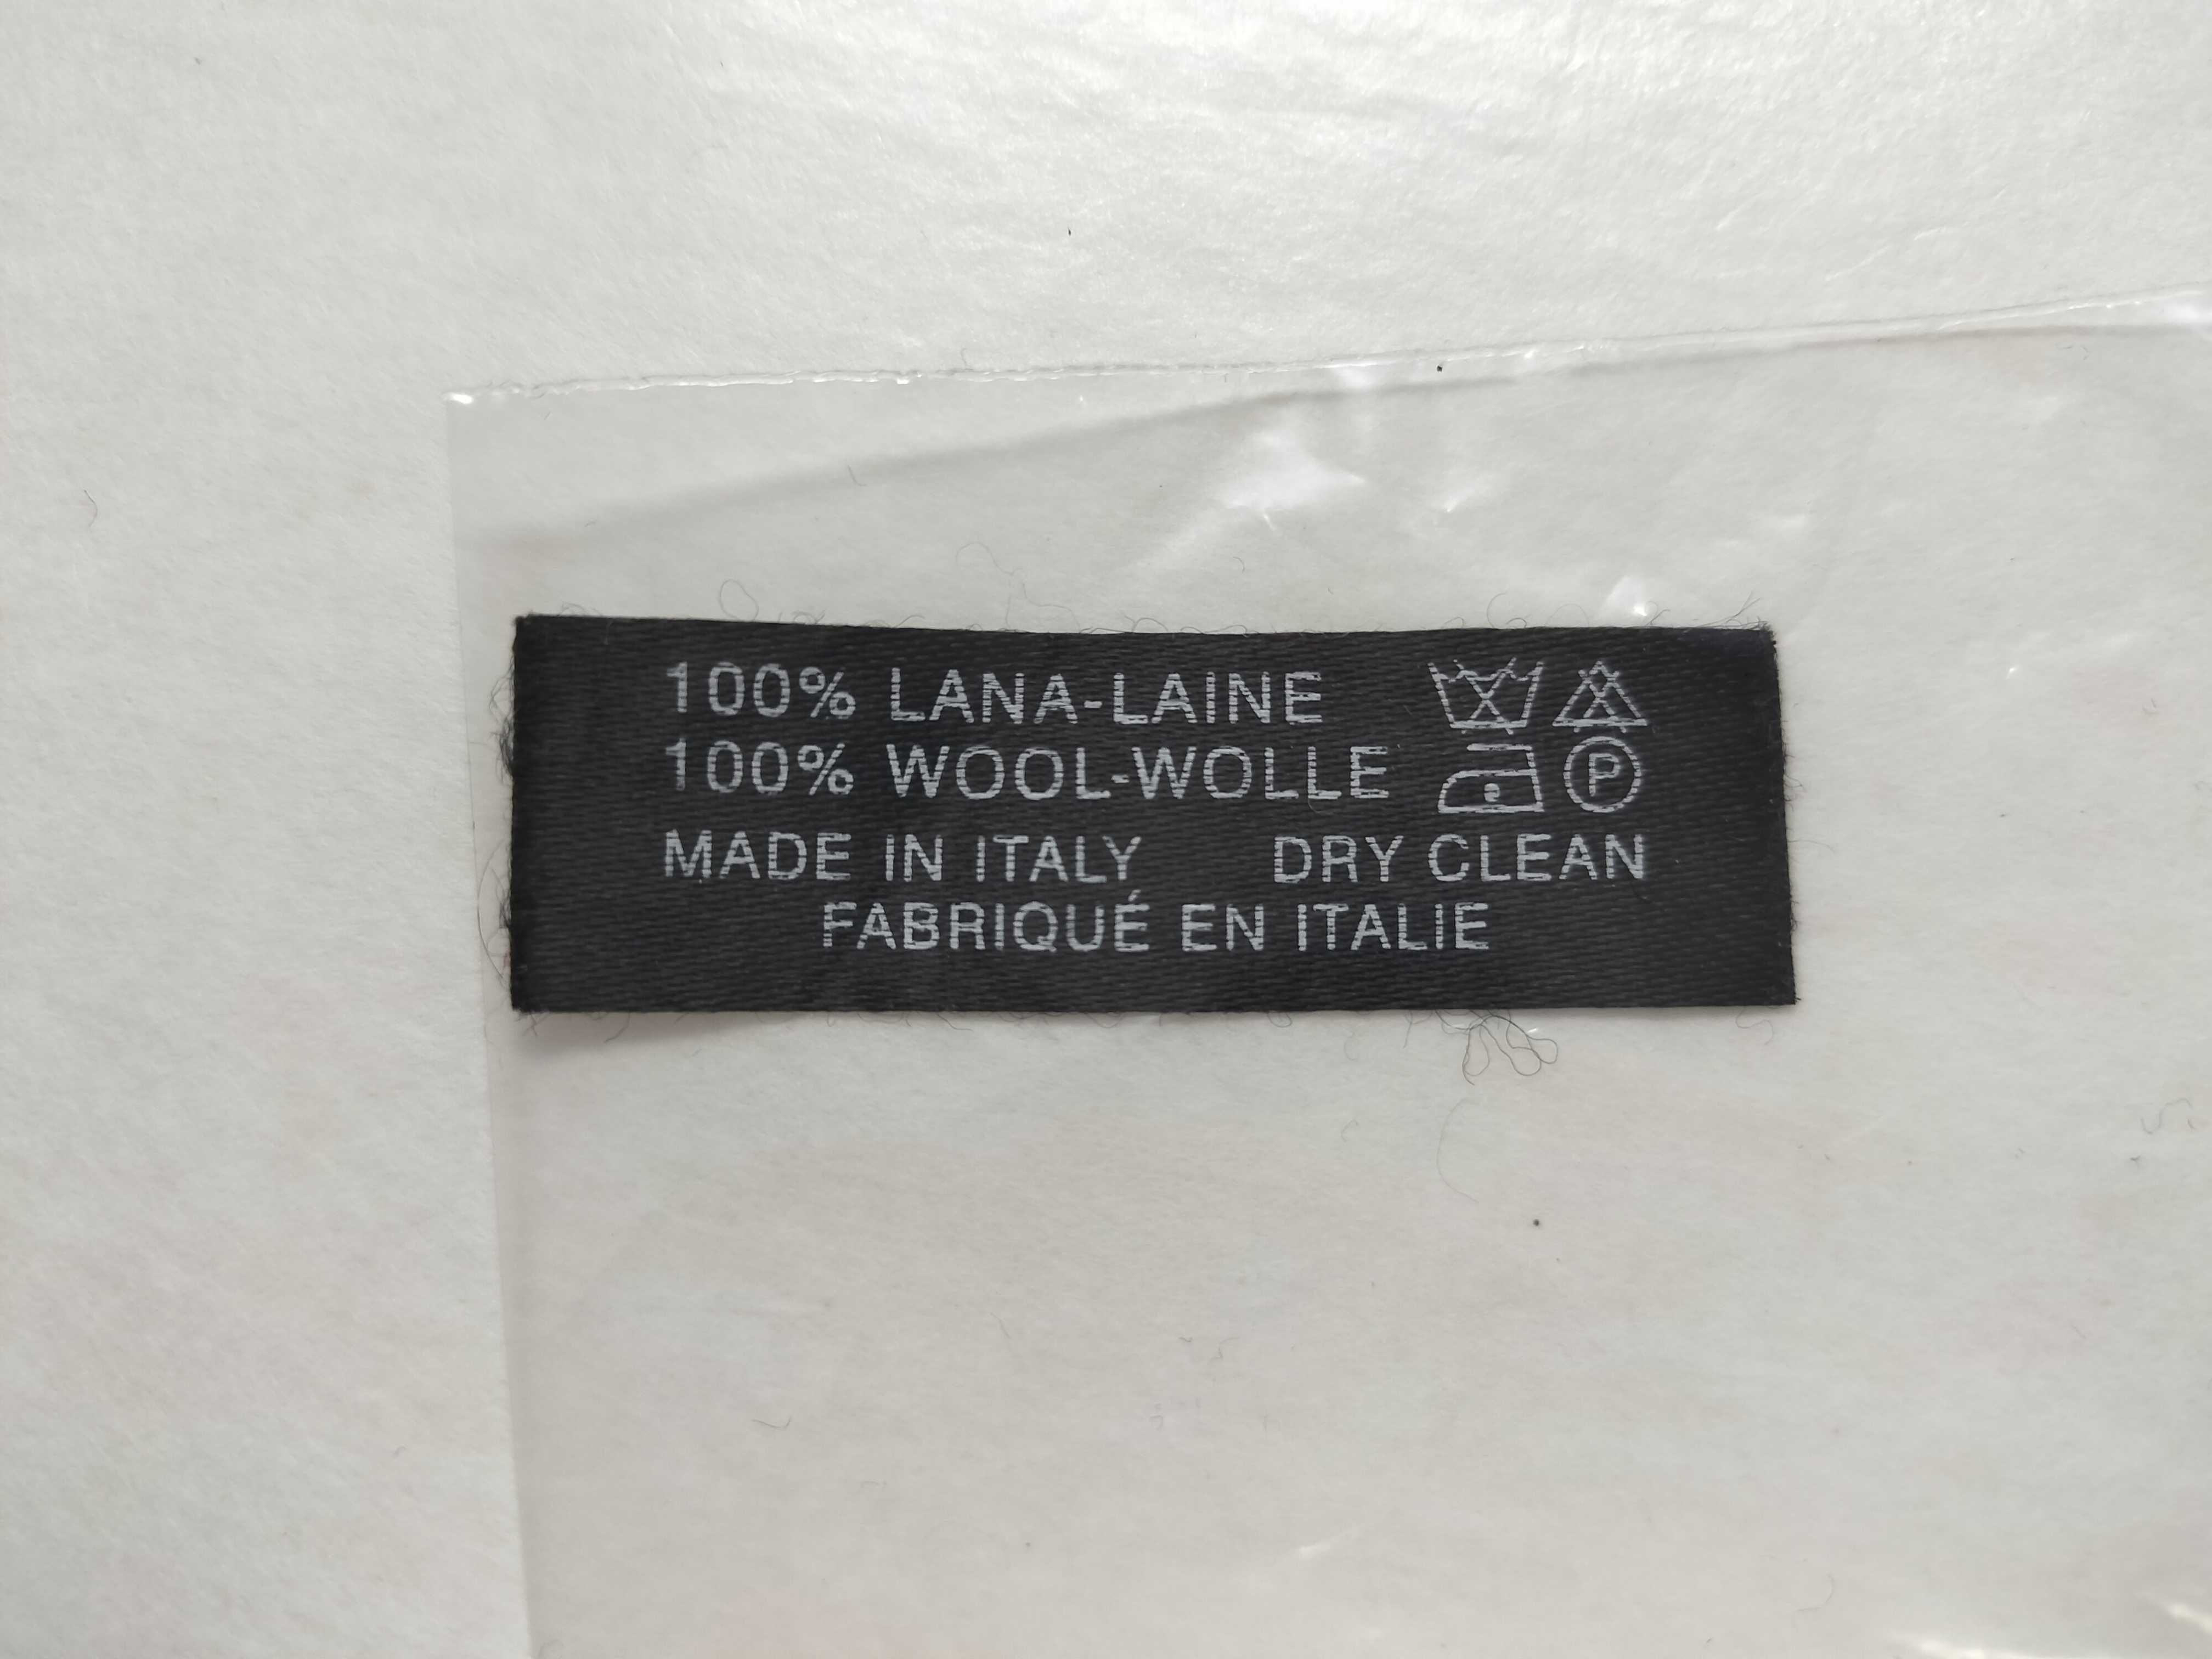 100% LANA-LAINE
100% WOOL-WOLLE
P
MADE IN ITALY DRY CLEAN
FABRIQUÉ EN ITALIE